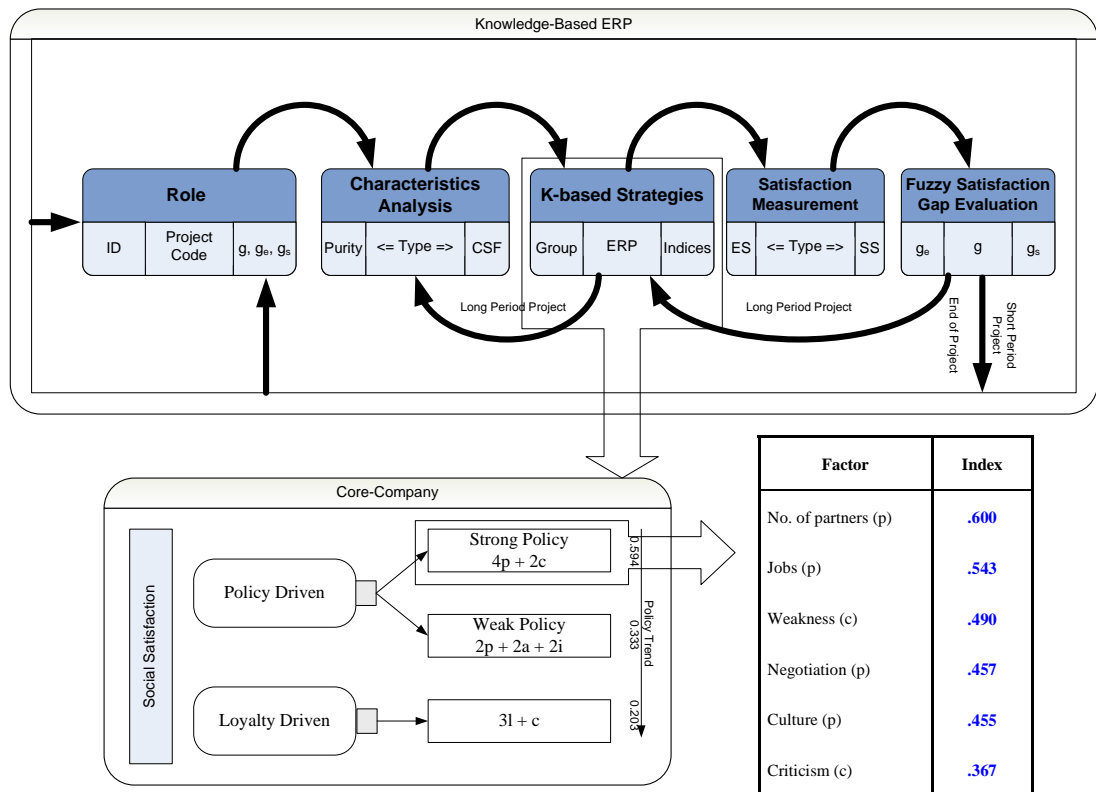 Knowledge-Based ERP
Role
ID
Project
Code
g, gₑ, gₛ
Characteristics
Analysis
Purity
<= Type =>
CSF
K-based Strategies
Group
ERP
Indices
Satisfaction
Measurement
ES
<= Type =>
SS
Fuzzy Satisfaction
Gap Evaluation
gₑ
g
gₛ
Long Period Project
Long Period Project
End of Project
Short Period
Project
Core-Company
Social Satisfaction
Policy Driven
Strong Policy
4p + 2c
Weak Policy
2p + 2a + 2i
Loyalty Driven
3l + c
0.594
Policy Trend
0.333
0.203
Factor Index
No. of partners (p) .600
Jobs (p) .543
Weakness (c) .490
Negotiation (p) .457
Culture (p) .455
Criticism (c) .367